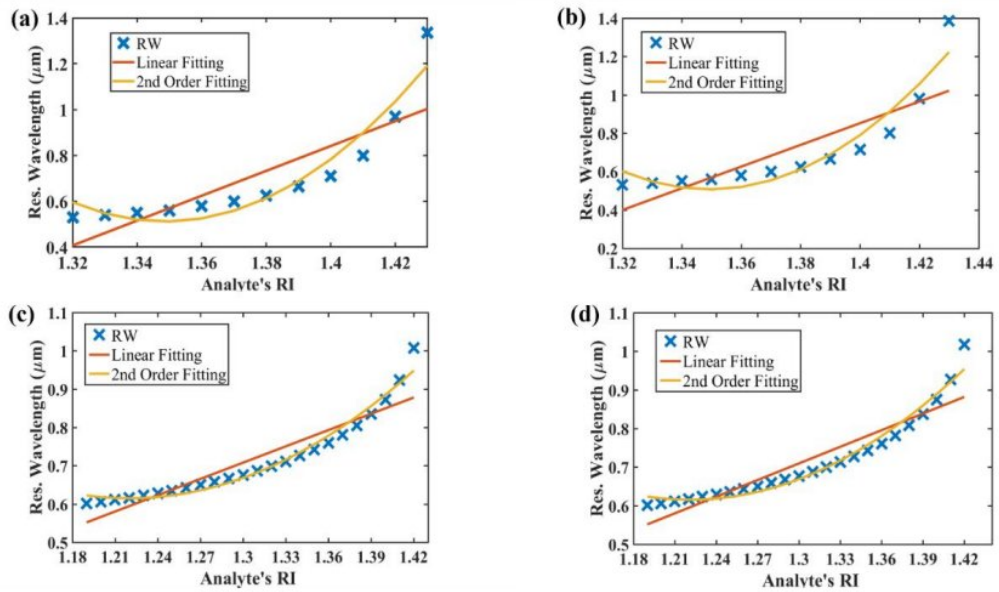 (a)
1.4
1.2
1
0.8
0.6
0.4
Res. Wavelength (μm)
RW
Linear Fitting
2nd Order Fitting
1.32 1.34 1.36 1.38 1.4 1.42
Analyte's RI
(b)
1.4
1.2
1
0.8
0.6
0.4
0.2
Res. Wavelength (μm)
RW
Linear Fitting
2nd Order Fitting
1.32 1.34 1.36 1.38 1.4 1.42 1.44
Analyte's RI
(c)
1.1
1
0.9
0.8
0.7
0.6
0.5
Res. Wavelength (μm)
RW
Linear Fitting
2nd Order Fitting
1.18 1.21 1.24 1.27 1.3 1.33 1.36 1.39 1.42
Analyte's RI
(d)
1.1
1
0.9
0.8
0.7
0.6
0.5
Res. Wavelength (μm)
RW
Linear Fitting
2nd Order Fitting
1.18 1.21 1.24 1.27 1.3 1.33 1.36 1.39 1.42
Analyte's RI